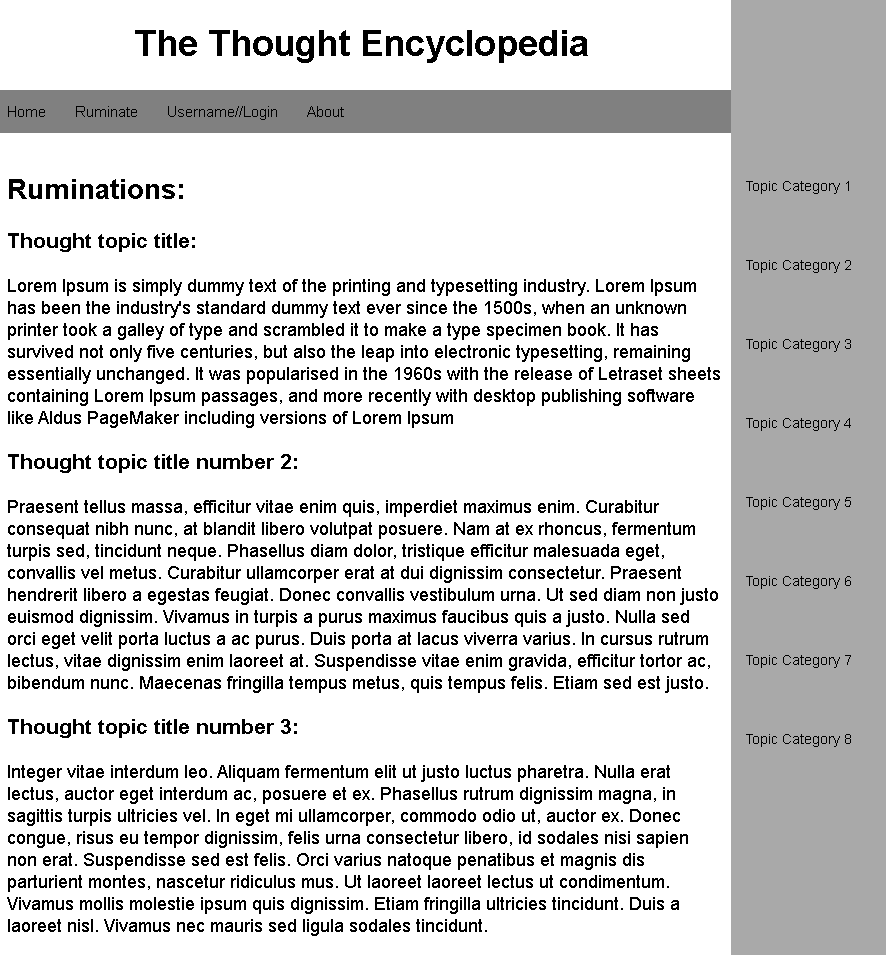 The Thought Encyclopedia
Home Ruminate Username//Login About
Ruminations:
Thought topic title:
Lorem Ipsum is simply dummy text of the printing and typesetting industry. Lorem Ipsum
has been the industry's standard dummy text ever since the 1500s, when an unknown
printer took a galley of type and scrambled it to make a type specimen book. It has
survived not only five centuries, but also the leap into electronic typesetting, remaining
essentially unchanged. It was popularised in the 1960s with the release of Letraset sheets
containing Lorem Ipsum passages, and more recently with desktop publishing software
like Aldus PageMaker including versions of Lorem Ipsum
Thought topic title number 2:
Praesent tellus massa, efficitur vitae enim quis, imperdiet maximus enim. Curabitur
consequat nibh nunc, at blandit libero volutpat posuere. Nam at ex rhoncus, fermentum
turpis sed, tincidunt neque. Phasellus diam dolor, tristique efficitur malesuada eget,
convallis vel metus. Curabitur ullamcorper erat at dui dignissim consectetur. Praesent
hendrerit libero a egestas feugiat. Donec convallis vestibulum urna. Ut sed diam non justo
euismod dignissim. Vivamus in turpis a purus maximus faucibus quis a justo. Nulla sed
orci eget velit porta luctus a ac purus. Duis porta at lacus viverra varius. In cursus rutrum
lectus, vitae dignissim enim laoreet at. Suspendisse vitae enim gravida, efficitur tortor ac,
bibendum nunc. Maecenas fringilla tempus metus, quis tempus felis. Etiam sed est justo.
Thought topic title number 3:
Integer vitae interdum leo. Aliquam fermentum elit ut justo luctus pharetra. Nulla erat
lectus, auctor eget interdum ac, posuere et ex. Phasellus rutrum dignissim magna, in
sagittis turpis ultricies vel. In eget mi ullamcorper, commodo odio ut, auctor ex. Donec
congue, risus eu tempor dignissim, felis urna consectetur libero, id sodales nisi sapien
non erat. Suspendisse sed est felis. Orci varius natoque penatibus et magnis dis
parturient montes, nascetur ridiculus mus. Ut laoreet laoreet lectus ut condimentum.
Vivamus mollis molestie ipsum quis dignissim. Etiam fringilla ultricies tincidunt. Duis a
laoreet nisl. Vivamus nec mauris sed ligula sodales tincidunt.
Topic Category 1
Topic Category 2
Topic Category 3
Topic Category 4
Topic Category 5
Topic Category 6
Topic Category 7
Topic Category 8